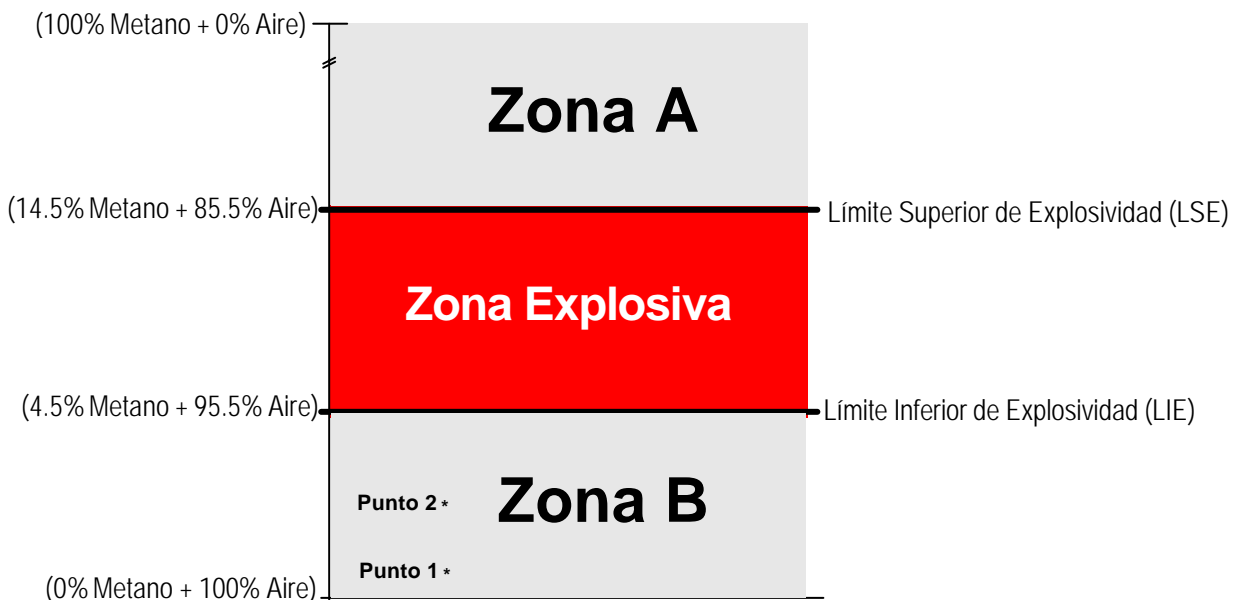 (100% Metano + 0% Aire)
Zona A
(14.5% Metano + 85.5% Aire)
Límite Superior de Explosividad (LSE)
Zona Explosiva
(4.5% Metano + 95.5% Aire)
Límite Inferior de Explosividad (LIE)
Punto 2 *
Zona B
Punto 1 *
(0% Metano + 100% Aire)